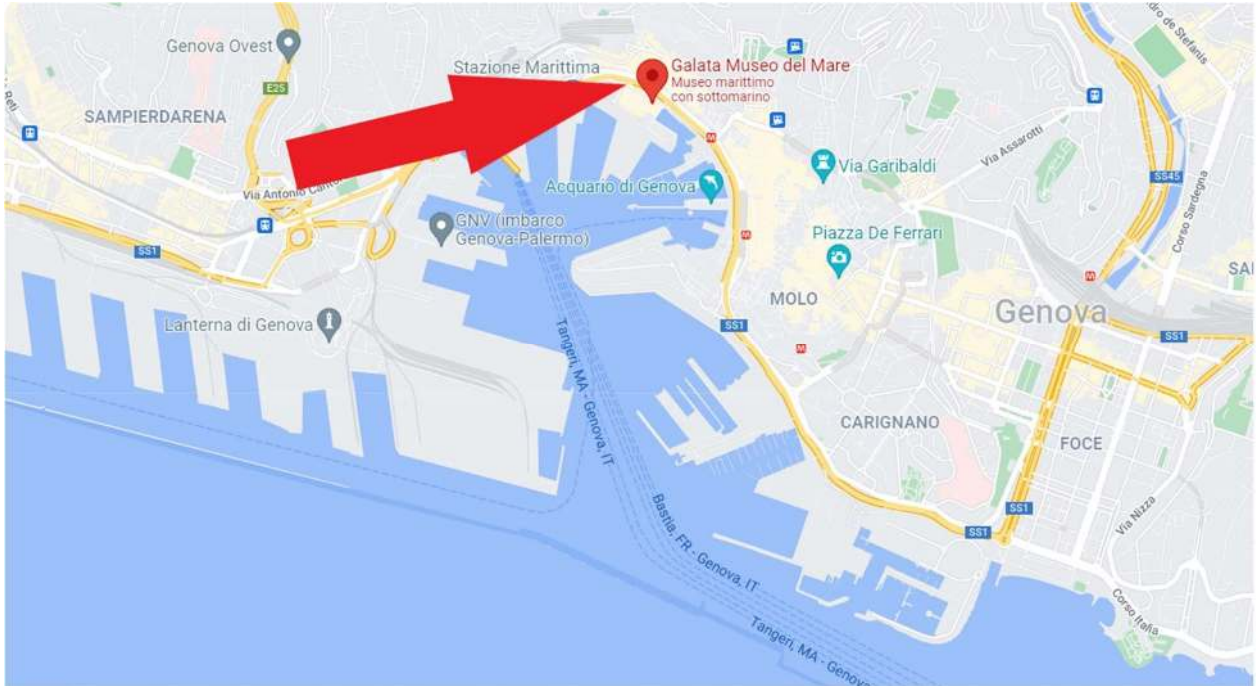 Genova Ovest
E25
Stazione Marittima
Galata Museo del Mare
Museo marittimo
con sottomarino
SAMPIERDARENA
Via Assarotti
SS45
Corso Sardegna
Via Garibaldi
Acquario di Genova
Via Antonio
GNV (imbarco
Genova-Palermo)
Piazza De Ferrari
SS1
MOLO
Genova
Lanterna di Genova
SS1
SS1
Tangeri, MA - Genova, IT
CARIGNANO
FOCE
Bastia, FR - Genova, IT
SS1
SS1
Via Nizza
Corso Italia
Tangeri, MA - Genova
M
M
M
M